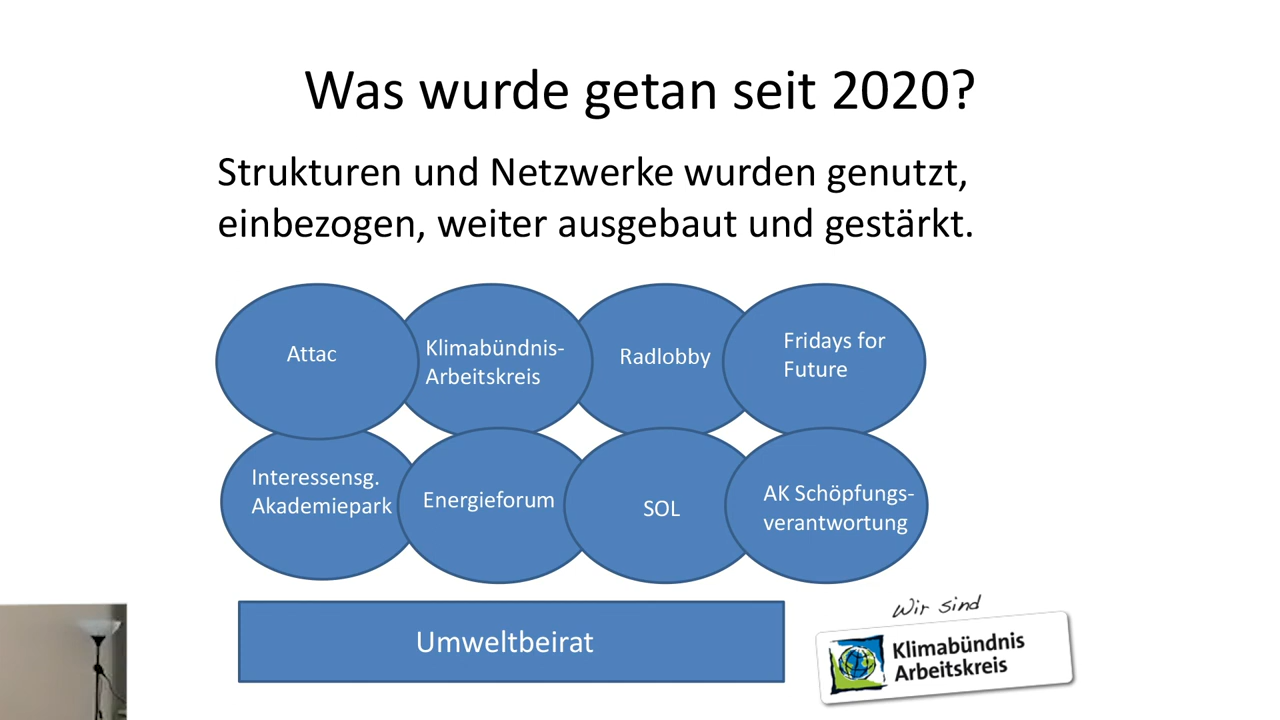 Was wurde getan seit 2020?
Strukturen und Netzwerke wurden genutzt,
einbezogen, weiter ausgebaut und gestärkt.
Attac
Klimabündnis-
Arbeitskreis
Radlobby
Fridays for
Future
Interessensg.
Akademiepark
Energieforum
SOL
AK Schöpfungs-
verantwortung
Umweltbeirat
Wir sind
Klimabündnis
Arbeitskreis